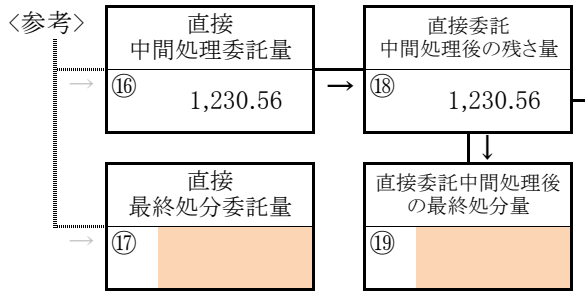 〈参考〉
直接
中間処理委託量
→
⑯
1,230.56
→
直接委託
中間処理後の残さ量
⑱
1,230.56
↓
直接
最終処分委託量
→
⑰
直接委託中間処理後
の最終処分量
⑲